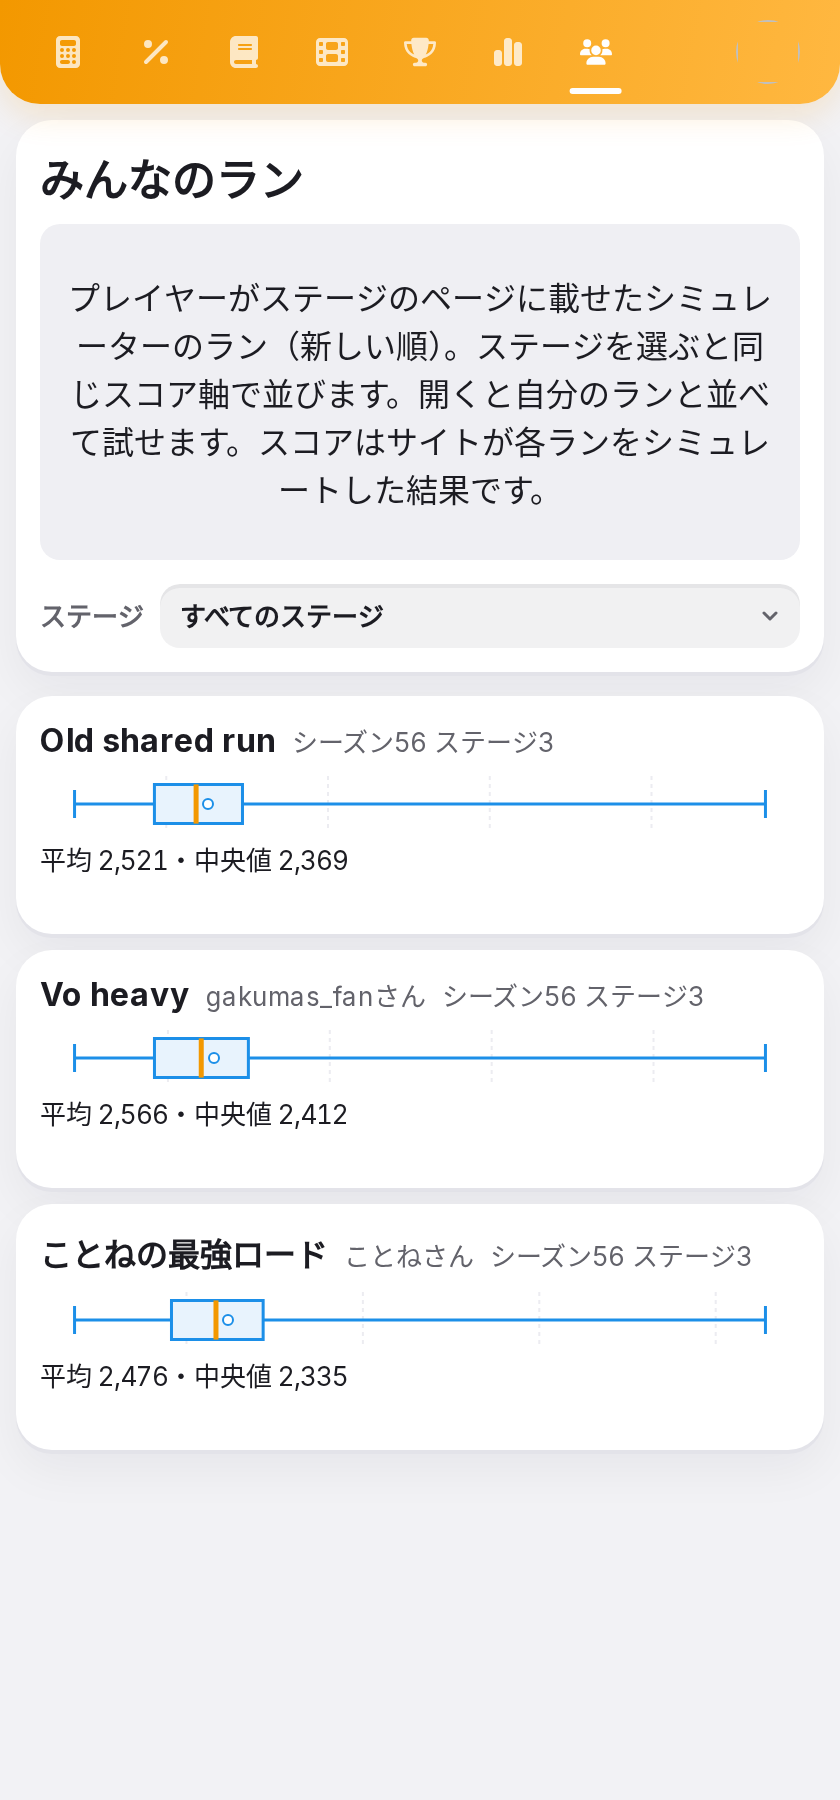 みんなのラン
プレイヤーがステージのページに載せたシミュレ
ーターのラン（新しい順）。ステージを選ぶと同
じスコア軸で並びます。開くと自分のランと並べ
て試せます。スコアはサイトが各ランをシミュレ
ートした結果です。
ステージ すべてのステージ
Old shared run シーズン56 ステージ3
平均 2,521・中央値 2,369
Vo heavy gakumas_fanさん シーズン56 ステージ3
平均 2,566・中央値 2,412
ことねの最強ロード ことねさん シーズン56 ステージ3
平均 2,476・中央値 2,335